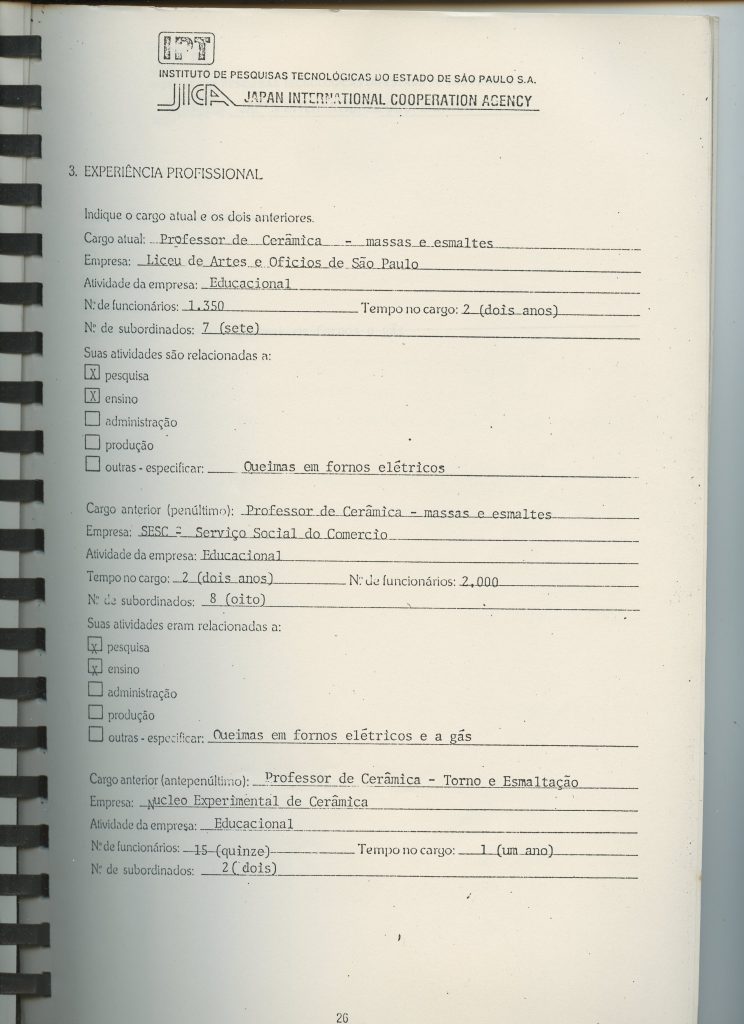 IPT
INSTITUTO DE PESQUISAS TECNOLÓGICAS DO ESTADO DE SÃO PAULO S.A.
JICA JAPAN INTERNATIONAL COOPERATION AGENCY
3. EXPERIÊNCIA PROFISSIONAL
Indique o cargo atual e os dois anteriores.
Cargo atual: Professor de Cerâmica - massas e esmaltes
Empresa: Liceu de Artes e Oficios de São Paulo
Atividade da empresa: Educacional
N.º de funcionários: 1.350 Tempo no cargo: 2 (dois anos)
N.º de subordinados: 7 (sete)
Suas atividades são relacionadas a:
X pesquisa
X ensino
administração
produção
outras - especificar: Queimas em fornos elétricos
Cargo anterior (penúltimo): Professor de Cerâmica - massas e esmaltes
Empresa: SESC - Serviço Social do Comercio
Atividade da empresa: Educacional
Tempo no cargo: 2 (dois anos) N.º de funcionários: 2,000
N.º de subordinados: 8 (oito)
Suas atividades eram relacionadas a:
x pesquisa
x ensino
administração
produção
outras - especificar: Queimas em fornos elétricos e a gás
Cargo anterior (antepenúltimo): Professor de Cerâmica - Torno e Esmaltação
Empresa: Nucleo Experimental de Cerâmica
Atividade da empresa: Educacional
N.º de funcionários: 15 (quinze) Tempo no cargo: 1 (um ano)
N.º de subordinados: 2 (dois)
26